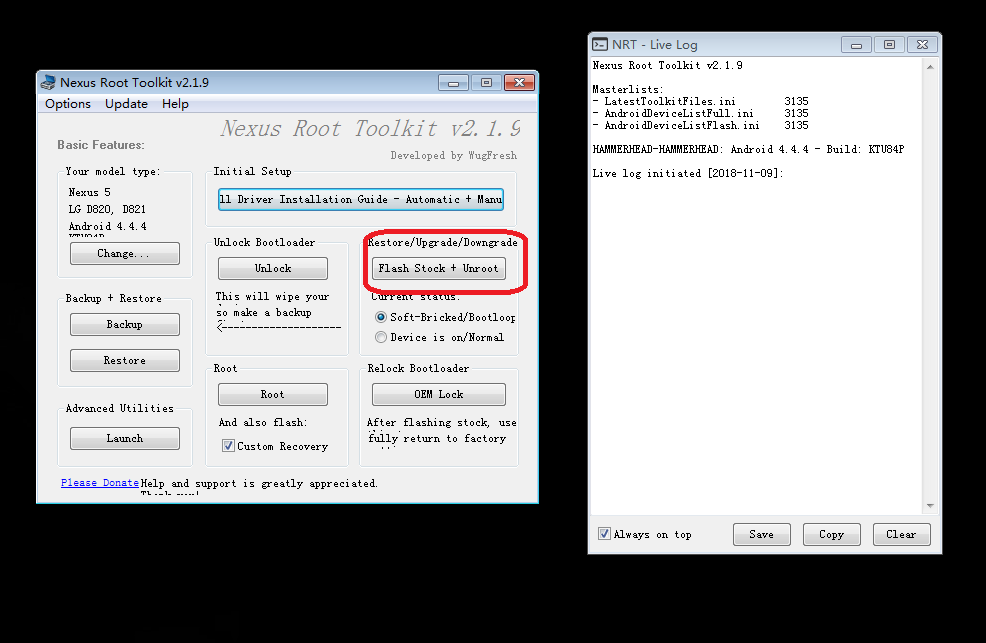 Nexus Root Toolkit v2.1.9
Options Update Help
Nexus Root Toolkit v2.1.9
Developed by WugFresh
Basic Features:
Your model type:
Nexus 5
LG D820, D821
Android 4.4.4
Change...
Backup + Restore
Backup
Restore
Advanced Utilities
Launch
Initial Setup
ll Driver Installation Guide - Automatic + Manu
Unlock Bootloader
Unlock
This will wipe your
so make a backup
<---------------------
Restore/Upgrade/Downgrade
Flash Stock + Unroot
Current status:
Soft-Bricked/Bootloop
Device is on/Normal
Root
Root
And also flash:
Custom Recovery
Relock Bootloader
OEM Lock
After flashing stock, use
fully return to factory
Please Donate Help and support is greatly appreciated.
NRT - Live Log
Nexus Root Toolkit v2.1.9
Masterlists:
- LatestToolkitFiles.ini 3135
- AndroidDeviceListFull.ini 3135
- AndroidDeviceListFlash.ini 3135
HAMMERHEAD-HAMMERHEAD: Android 4.4.4 - Build: KTU84P
Live log initiated [2018-11-09]:
Always on top
Save
Copy
Clear